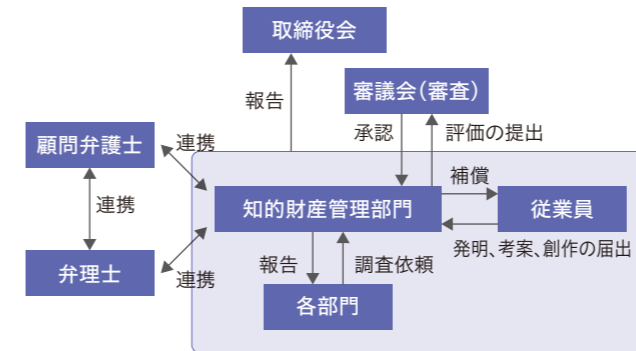 取締役会
報告
審議会(審査)
承認
評価の提出
顧問弁護士
連携
連携
知的財産管理部門
補償
従業員
発明、考案、創作の届出
弁理士
連携
報告
調査依頼
各部門